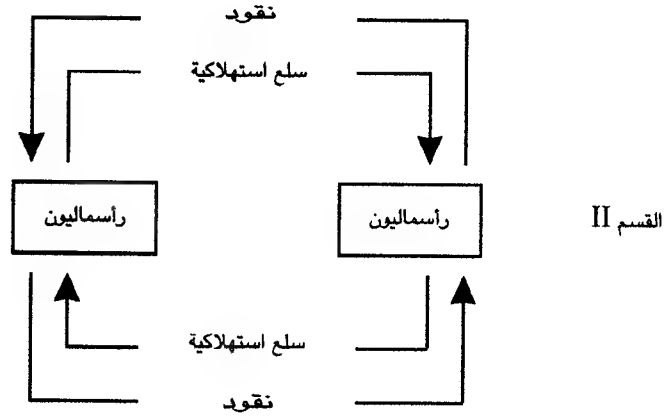 نقود
سلع استهلاكية
القسم II
رأسماليون
رأسماليون
سلع استهلاكية
نقود